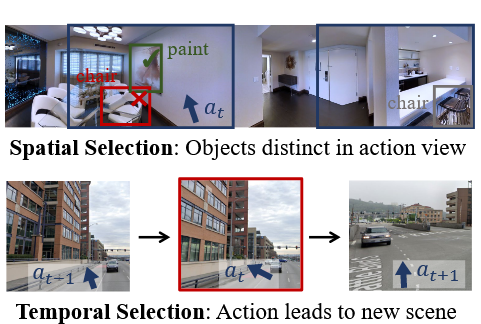 paint
chair
a_t
chair
Spatial Selection: Objects distinct in action view
a_{t+1} a_t a_{t+1}
Temporal Selection: Action leads to new scene